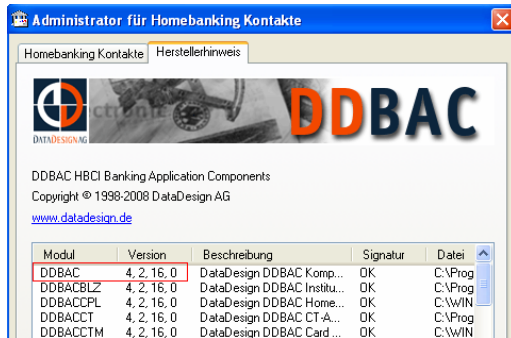 Administrator für Homebanking Kontakte
Homebanking Kontakte Herstellerhinweis
DATADESIGN AG
DDBAC
DDBAC HBCI Banking Application Components
Copyright © 1998-2008 DataDesign AG
www.datadesign.de
Modul Version Beschreibung Signatur Datei
DDBAC 4, 2, 16, 0 DataDesign DDBAC Komp... OK C:\Prog
DDBACBLZ 4, 2, 16, 0 DataDesign DDBAC Institu... OK C:\Prog
DDBACCPL 4, 2, 16, 0 DataDesign DDBAC Home... OK C:\WIN
DDBACCT 4, 2, 16, 0 DataDesign DDBAC CT-A... OK C:\Prog
DDBACCTM 4, 2, 16, 0 DataDesign DDBAC Card ... OK C:\WIN